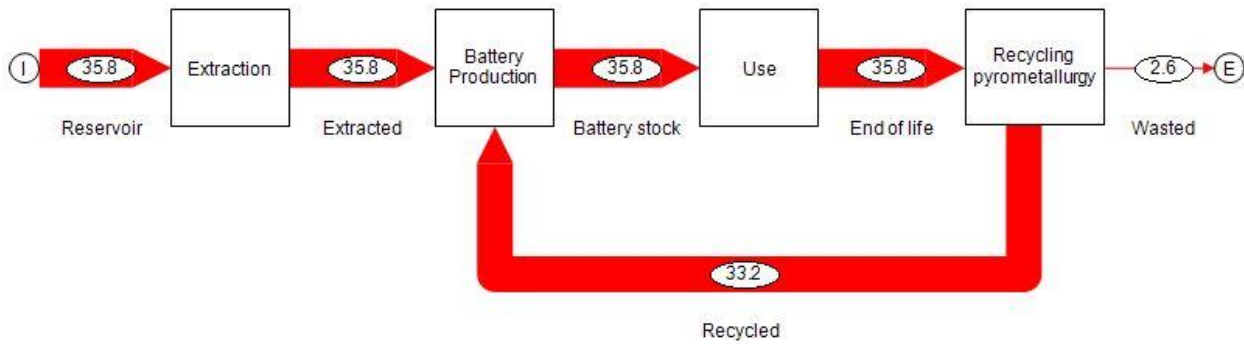 I
35.8
Extraction
35.8
Battery
Production
35.8
Use
35.8
Recycling
pyrometallurgy
2.6
E
Reservoir
Extracted
Battery stock
End of life
Wasted
33.2
Recycled